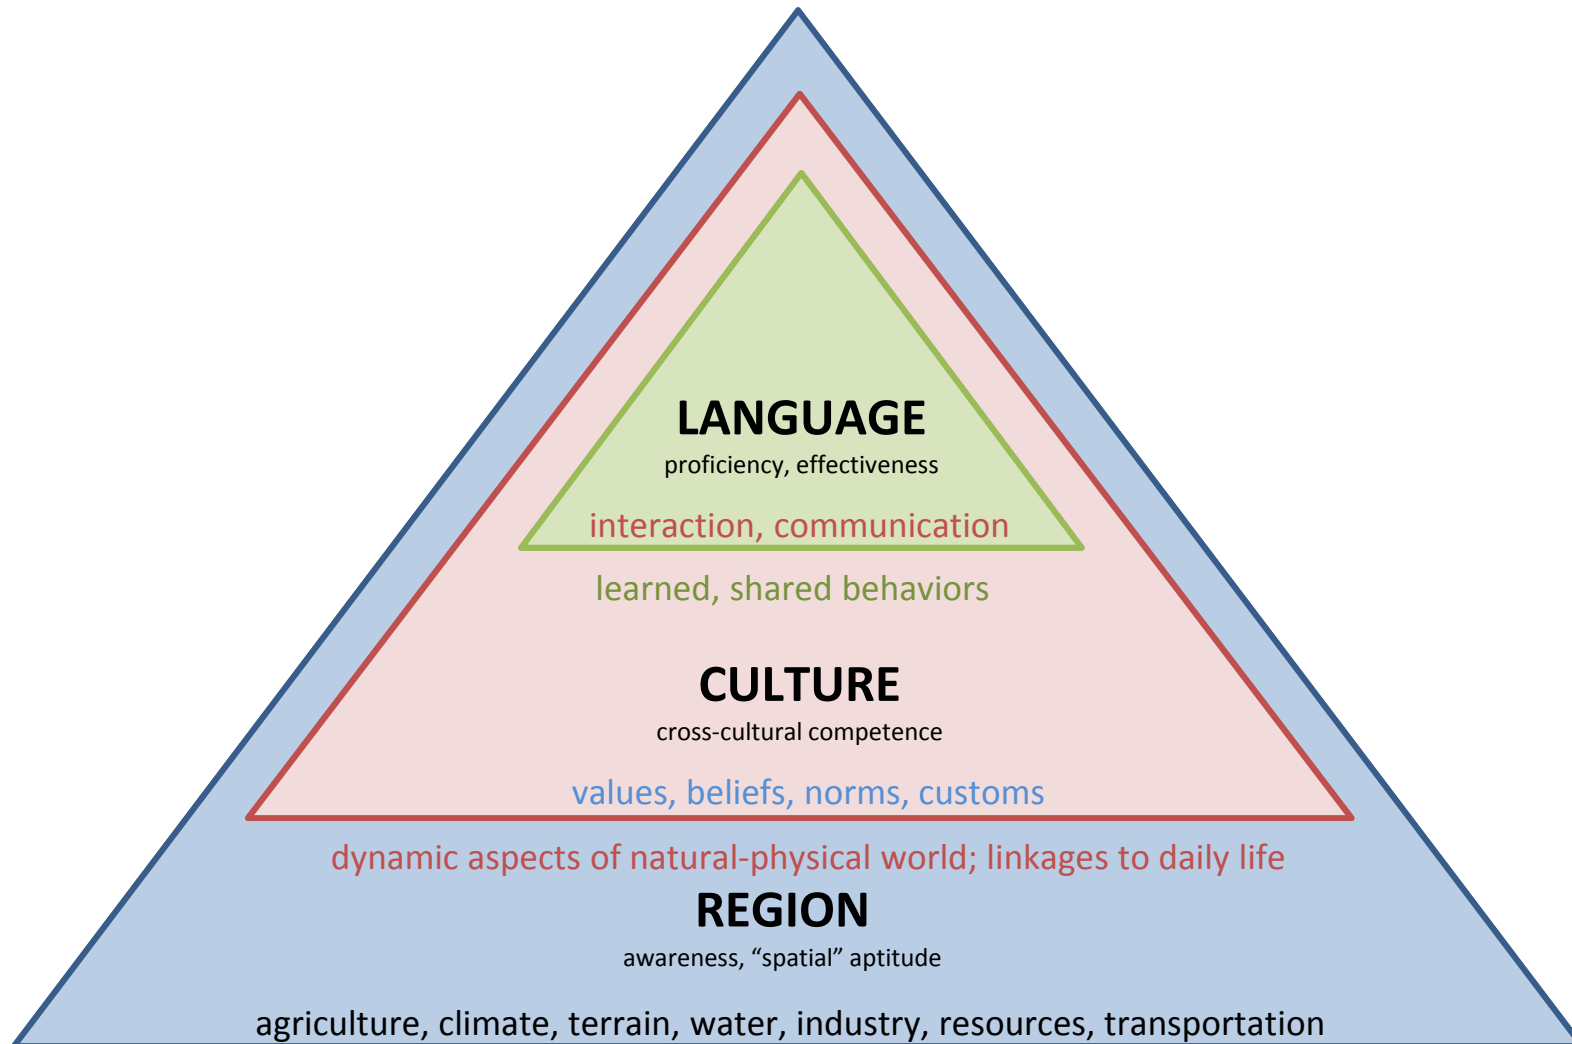 LANGUAGE
proficiency, effectiveness
interaction, communication
learned, shared behaviors
CULTURE
cross-cultural competence
values, beliefs, norms, customs
dynamic aspects of natural-physical world; linkages to daily life
REGION
awareness, “spatial” aptitude
agriculture, climate, terrain, water, industry, resources, transportation